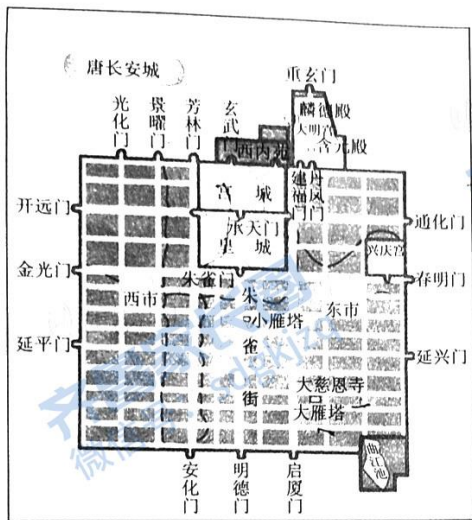 唐长安城
重玄门
光化门
景曜门
芳林门
玄武门
麟德殿
大明宫
含元殿
西内苑
建福门
丹凤门
宫城
开远门
承天门
皇城
通化门
兴庆宫
金光门
朱雀门
春明门
西市
朱雀街
小雁塔
东市
延平门
延兴门
大慈恩寺
大雁塔
曲江池
安化门
明德门
启厦门